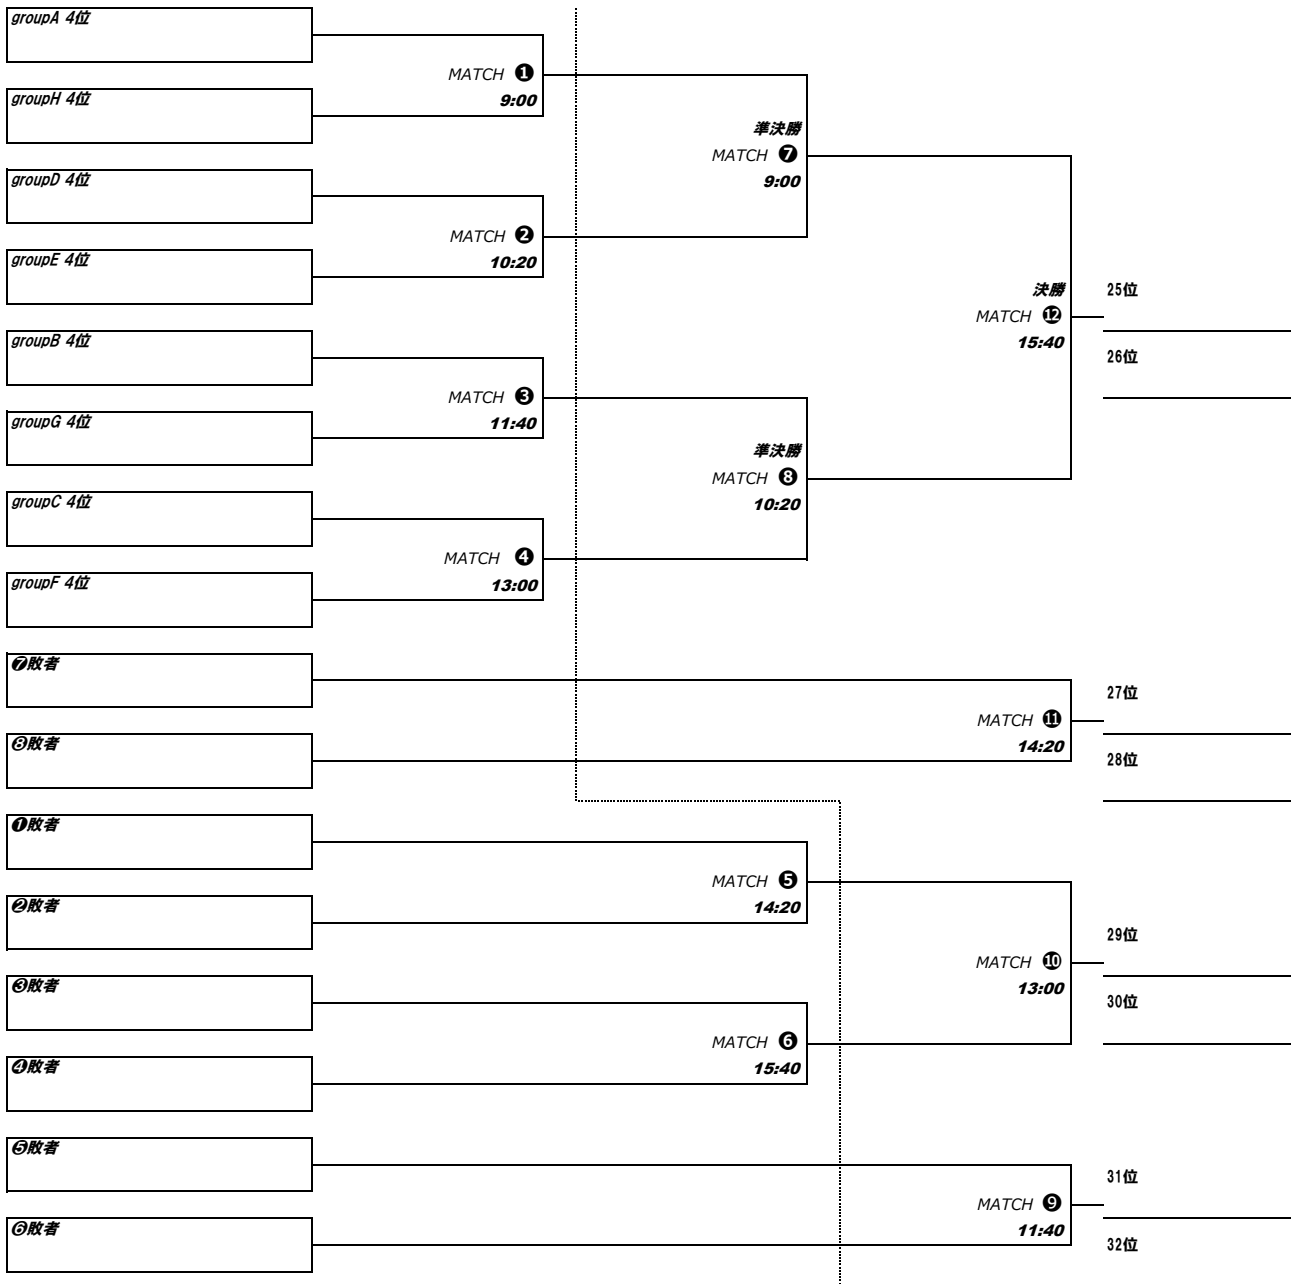 groupA 4位
MATCH ❶
9:00
groupH 4位
準決勝
MATCH ❼
9:00
groupD 4位
MATCH ❷
10:20
groupE 4位
決勝
MATCH ⓬
15:40
25位
26位
groupB 4位
MATCH ❸
11:40
groupG 4位
準決勝
MATCH ❽
10:20
groupC 4位
MATCH ❹
13:00
groupF 4位
❼敗者
MATCH ⓫
14:20
27位
28位
❽敗者
❶敗者
MATCH ❺
14:20
❷敗者
MATCH ❿
13:00
29位
30位
❸敗者
MATCH ❻
15:40
❹敗者
❺敗者
MATCH ❾
11:40
31位
32位
❻敗者